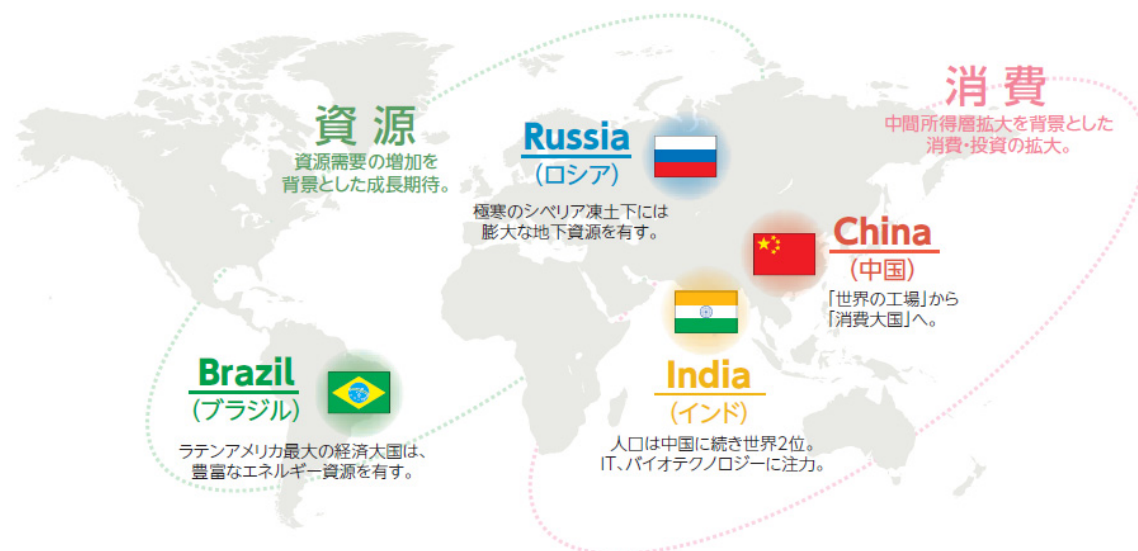 資源
資源需要の増加を
背景とした成長期待。
消費
中間所得層拡大を背景とした
消費・投資の拡大。
Russia
(ロシア)
極寒のシベリア凍土下には
膨大な地下資源を有す。
China
(中国)
「世界の工場」から
「消費大国」へ。
Brazil
(ブラジル)
ラテンアメリカ最大の経済大国は、
豊富なエネルギー資源を有す。
India
(インド)
人口は中国に続き世界2位。
IT、バイオテクノロジーに注力。